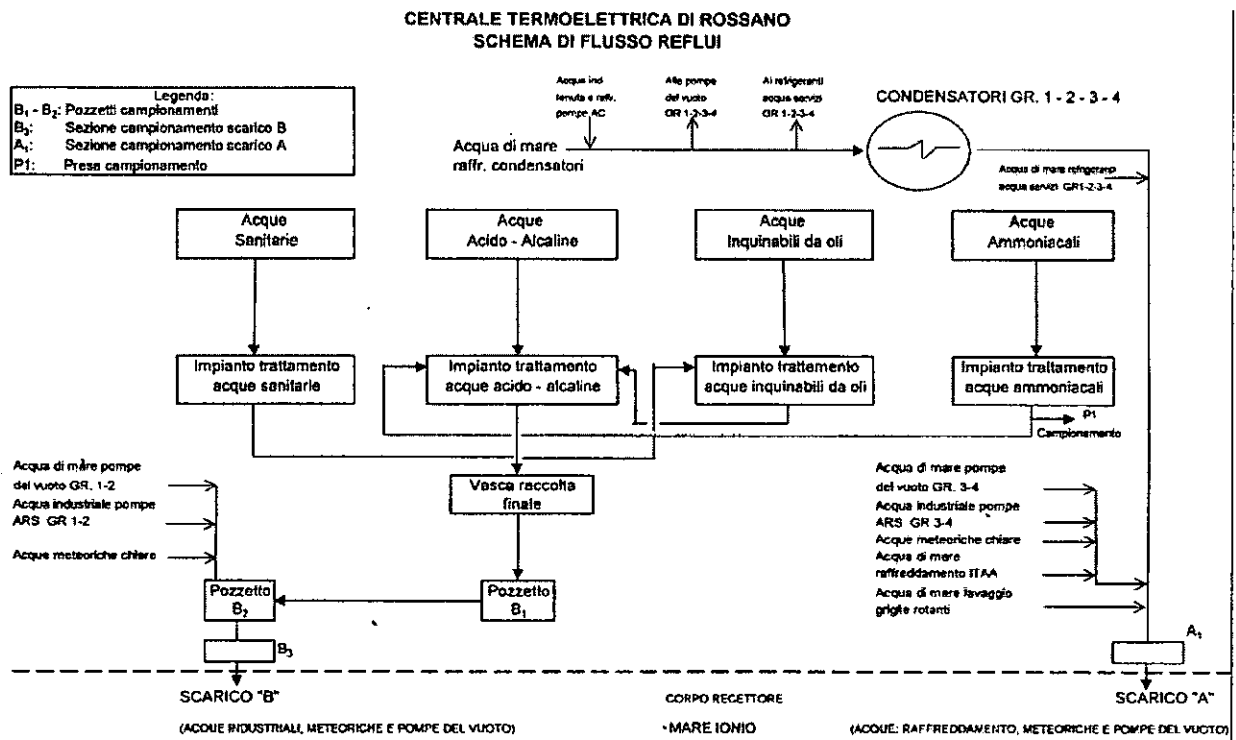 CENTRALE TERMOELETTRICA DI ROSSANO
SCHEMA DI FLUSSO REFLUI
Legenda:
B₁ - B₂: Pozzetti campionamenti
B₃: Sezione campionamento scarico B
A₁: Sezione campionamento scarico A
P1: Presa campionamento
Acqua ind
tenuta e raffr.
pompe AC
Alle pompe
del vuoto
GR 1-2-3-4
Ai refrigeranti
acqua servizi
GR 1-2-3-4
CONDENSATORI GR. 1 - 2 - 3 - 4
Acqua di mare
raffr. condensatori
Acqua di mare refrigeranti
acqua servizi GR1-2-3-4
Acque
Sanitarie
Acque
Acido - Alcaline
Acque
Inquinabili da oli
Acque
Ammoniacali
Impianto trattamento
acque sanitarie
Impianto trattamento
acque acido - alcaline
Impianto trattamento
acque inquinabili da oli
Impianto trattamento
acque ammoniacali
P1
Campionamento
Acqua di mare pompe
del vuoto GR. 1-2
Acqua industriale pompe
ARS GR 1-2
Acque meteoriche chiare
Vasca raccolta
finale
Acqua di mare pompe
del vuoto GR. 3-4
Acqua industriale pompe
ARS GR 3-4
Acque meteoriche chiare
Acqua di mare
raffreddamento ITAA
Acqua di mare lavaggio
griglie rotanti
Pozzetto
B₂
Pozzetto
B₁
B₃
A₁
SCARICO "B"
CORPO RECETTORE
SCARICO "A"
(ACQUE INDUSTRIALI, METEORICHE E POMPE DEL VUOTO)
MARE IONIO
(ACQUE: RAFFREDDAMENTO, METEORICHE E POMPE DEL VUOTO)